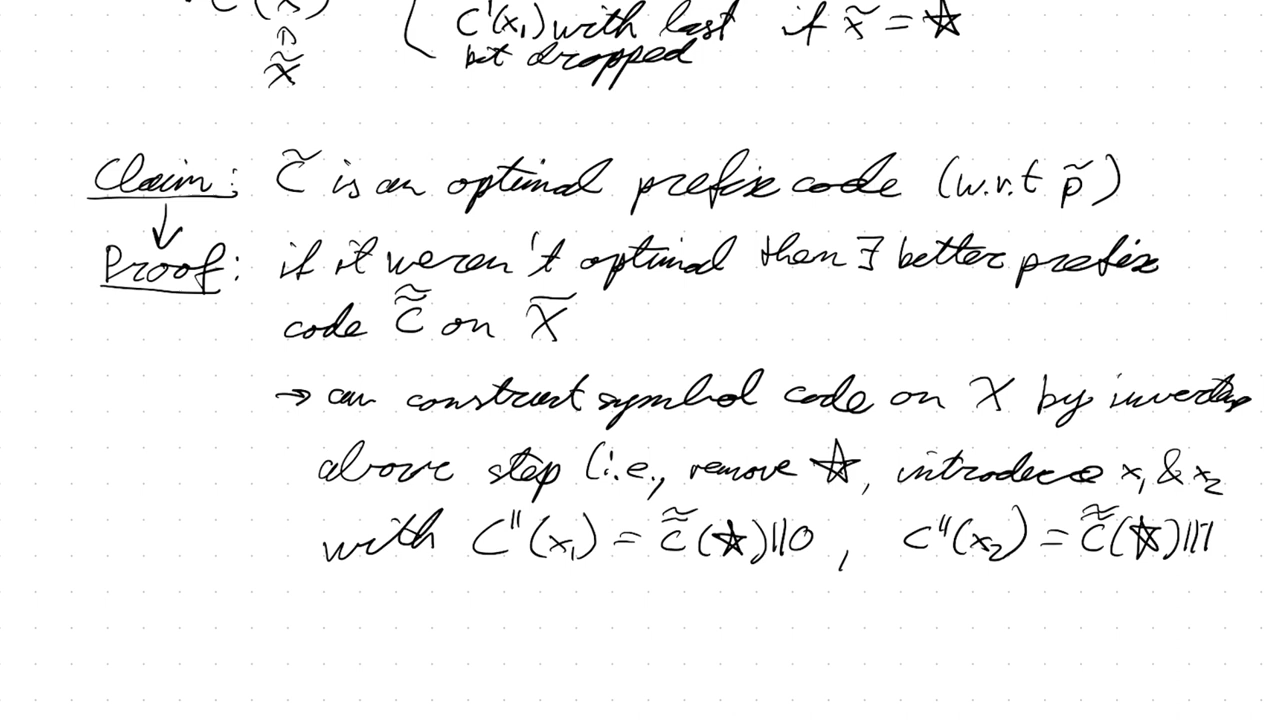 C̃(x̃) { C'(x₁) with last if x̃ = ☆
x̃ bit dropped
Claim: C̃ is an optimal prefix code (w.r.t p̃)
Proof: if it weren't optimal then ∃ better prefix
code C̃̃ on X̃
→ can construct symbol code on X by inverting
above step (i.e., remove ☆, introduce x₁ & x₂
with C''(x₁) = C̃̃(☆)||0 , C''(x₂) = C̃̃(☆)||1